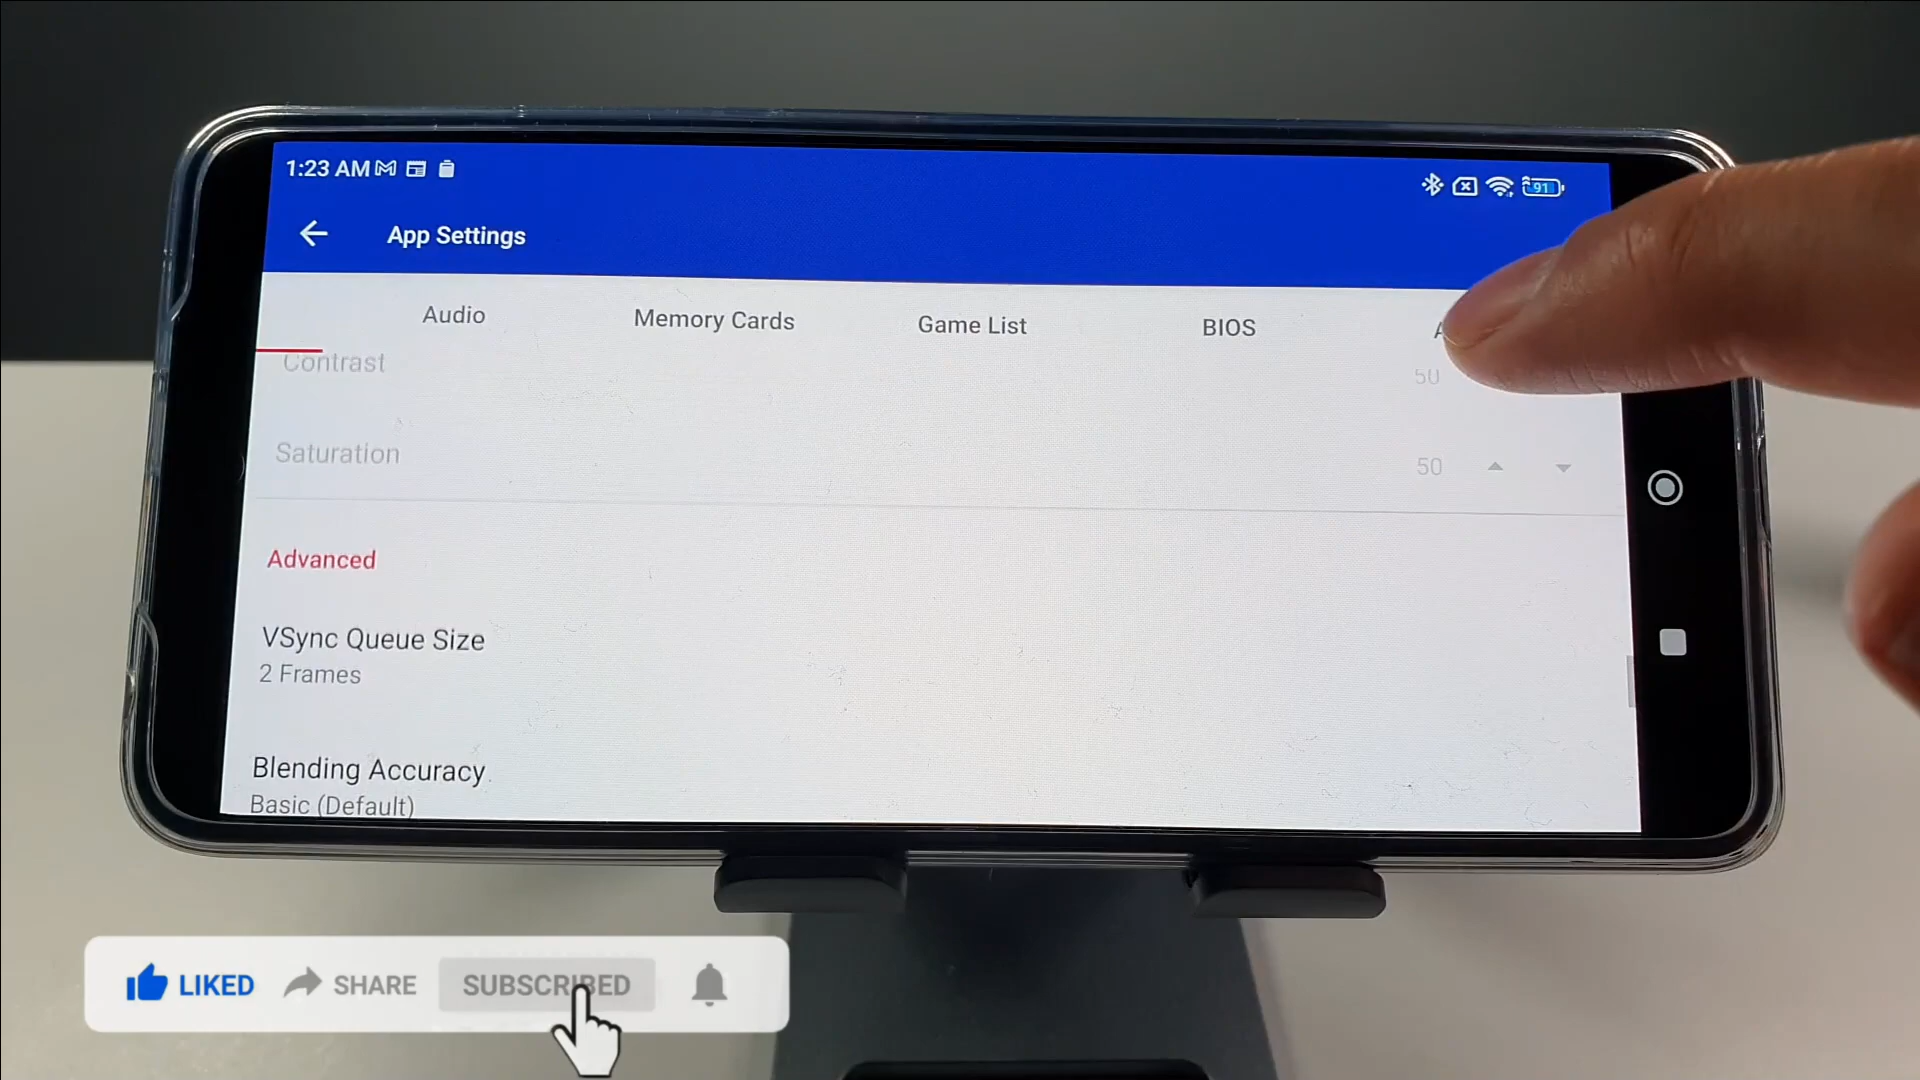 1:23 AM
91
App Settings
Audio
Memory Cards
Game List
BIOS
Contrast
50
Saturation
50
Advanced
VSync Queue Size
2 Frames
Blending Accuracy
Basic (Default)
LIKED
SHARE
SUBSCRIBED